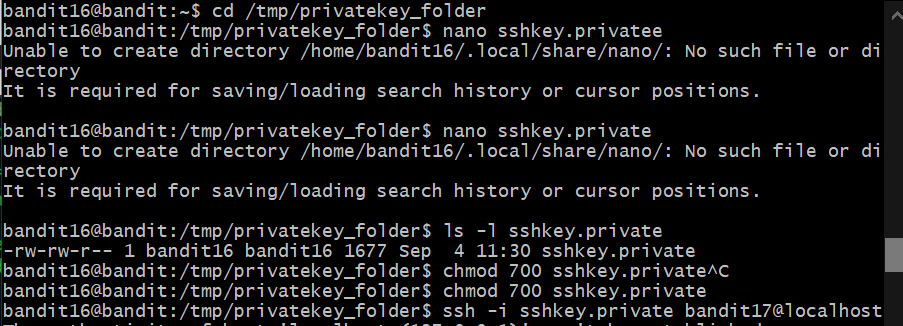 bandit16@bandit:~$ cd /tmp/privatekey_folder
bandit16@bandit:/tmp/privatekey_folder$ nano sshkey.privatee
Unable to create directory /home/bandit16/.local/share/nano/: No such file or di
rectory
It is required for saving/loading search history or cursor positions.
bandit16@bandit:/tmp/privatekey_folder$ nano sshkey.private
Unable to create directory /home/bandit16/.local/share/nano/: No such file or di
rectory
It is required for saving/loading search history or cursor positions.
bandit16@bandit:/tmp/privatekey_folder$ ls -l sshkey.private
-rw-rw-r-- 1 bandit16 bandit16 1677 Sep  4 11:30 sshkey.private
bandit16@bandit:/tmp/privatekey_folder$ chmod 700 sshkey.private^C
bandit16@bandit:/tmp/privatekey_folder$ chmod 700 sshkey.private
bandit16@bandit:/tmp/privatekey_folder$ ssh -i sshkey.private bandit17@localhost